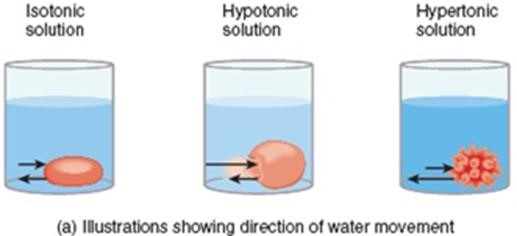 Isotonic
solution
Hypotonic
solution
Hypertonic
solution
(a) Illustrations showing direction of water movement